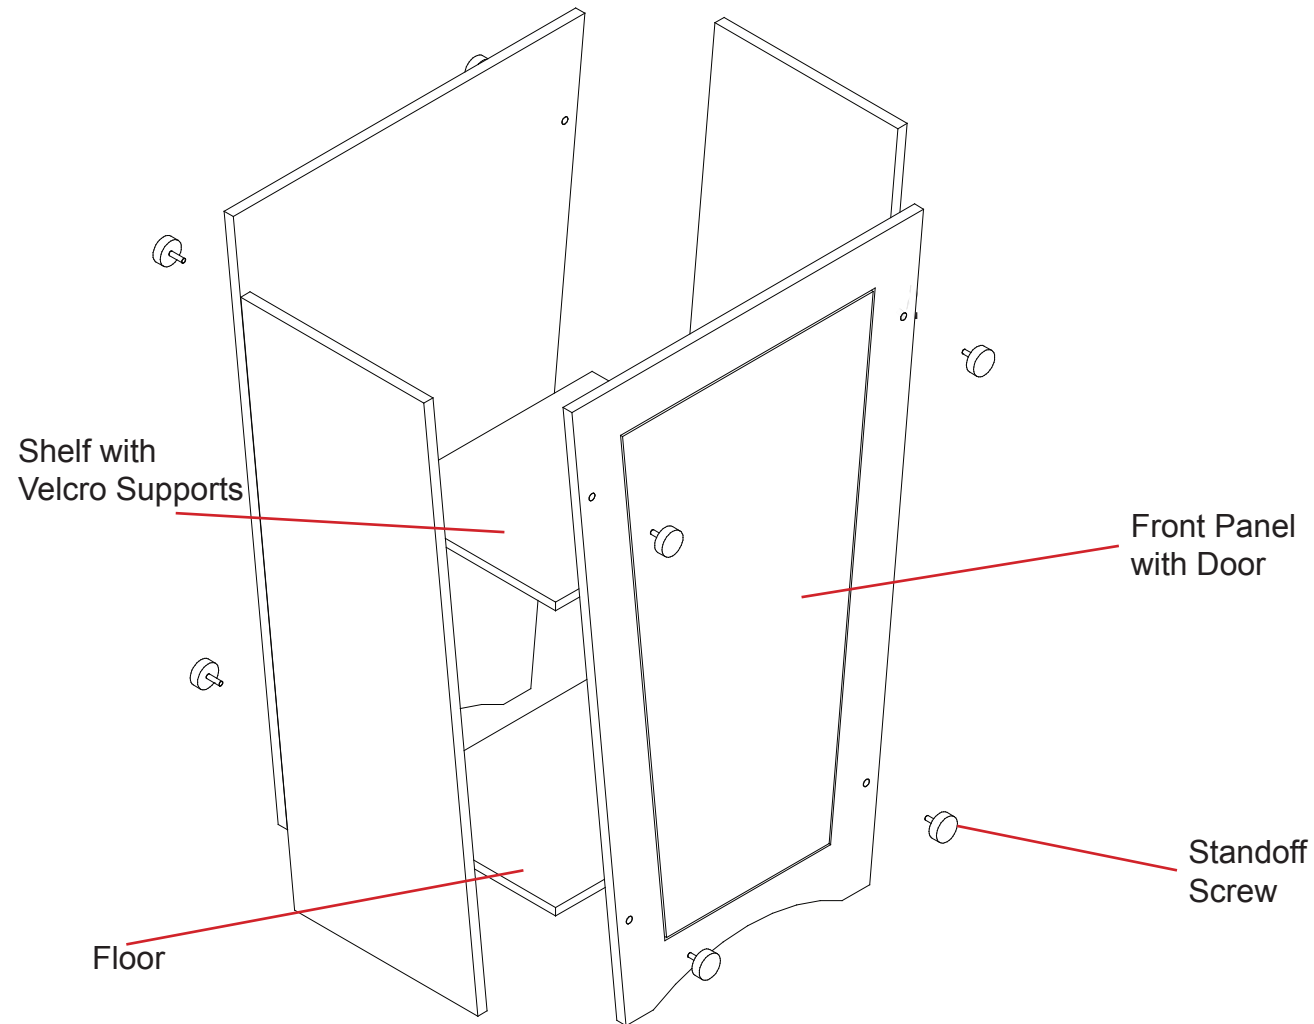 Shelf with
Velcro Supports
Front Panel
with Door
Standoff
Screw
Floor